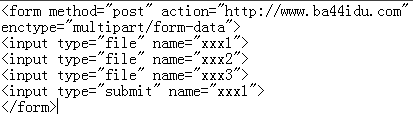 <form method="post" action="http://www.ba44idu.com"
enctype="multipart/form-data">
<input type="file" name="xxx1">
<input type="file" name="xxx2">
<input type="file" name="xxx3">
<input type="submit" name="xxx1">
</form>